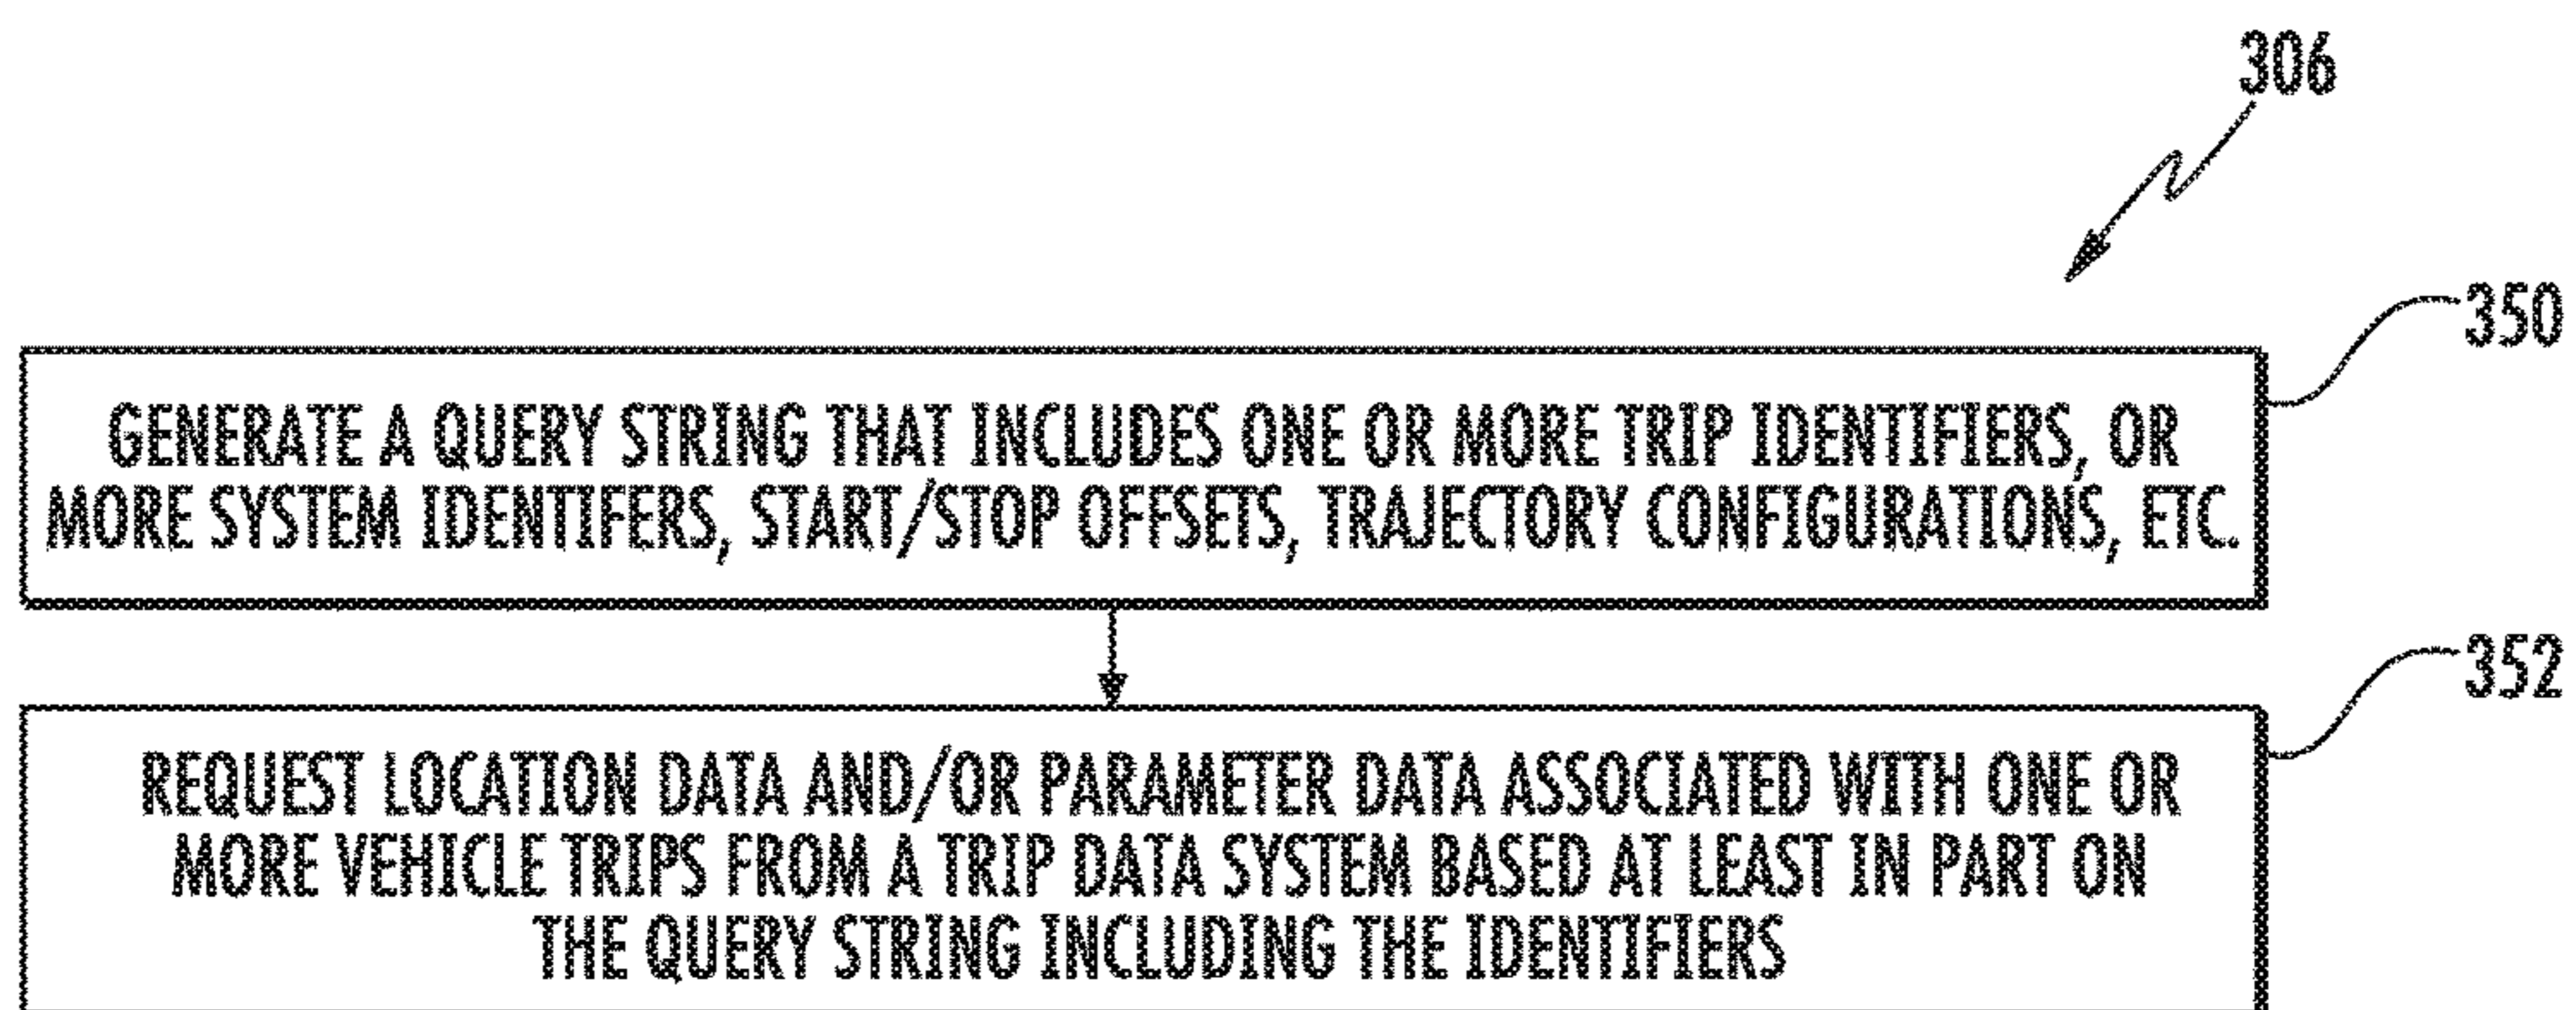 306
350
GENERATE A QUERY STRING THAT INCLUDES ONE OR MORE TRIP IDENTIFIERS, OR
MORE SYSTEM IDENTIFERS, START/STOP OFFSETS, TRAJECTORY CONFIGURATIONS, ETC.
352
REQUEST LOCATION DATA AND/OR PARAMETER DATA ASSOCIATED WITH ONE OR
MORE VEHICLE TRIPS FROM A TRIP DATA SYSTEM BASED AT LEAST IN PART ON
THE QUERY STRING INCLUDING THE IDENTIFIERS